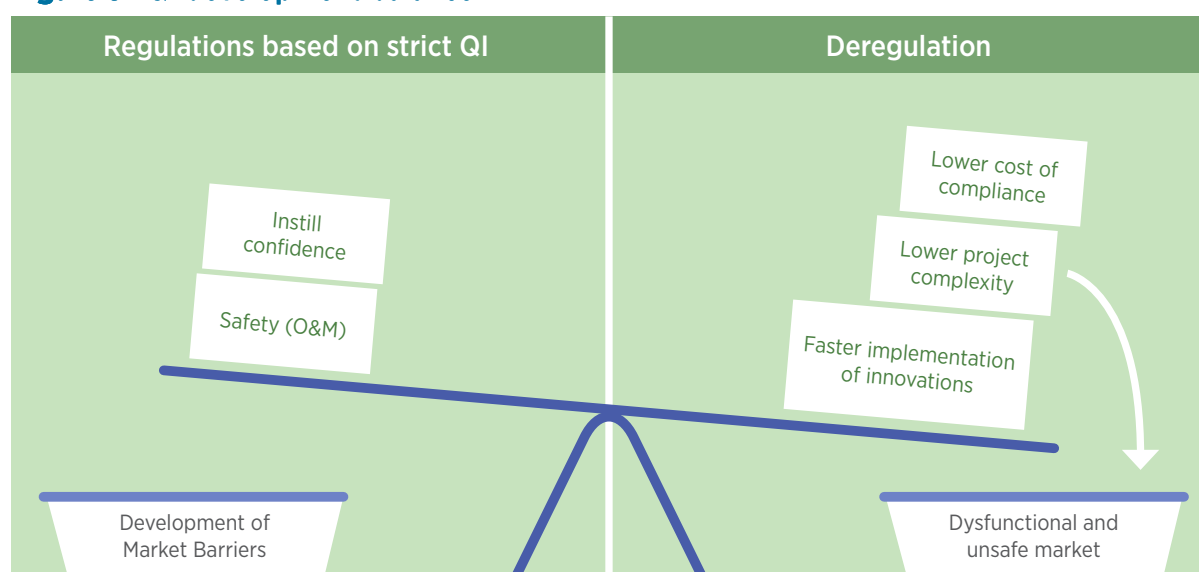 Regulations based on strict QI
Deregulation
Instill
confidence
Safety (O&M)
Lower cost of
compliance
Lower project
complexity
Faster implementation
of innovations
Development of
Market Barriers
Dysfunctional and
unsafe market